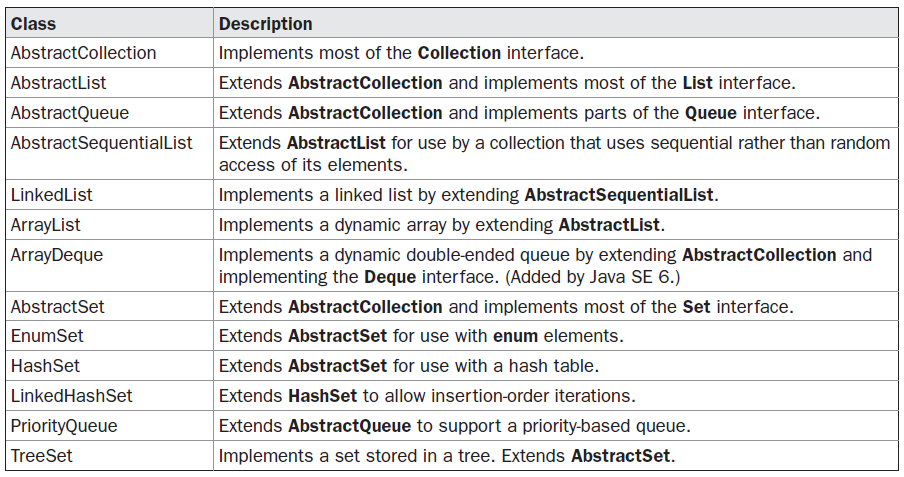 Class Description
AbstractCollection Implements most of the Collection interface.
AbstractList Extends AbstractCollection and implements most of the List interface.
AbstractQueue Extends AbstractCollection and implements parts of the Queue interface.
AbstractSequentialList Extends AbstractList for use by a collection that uses sequential rather than random
access of its elements.
LinkedList Implements a linked list by extending AbstractSequentialList.
ArrayList Implements a dynamic array by extending AbstractList.
ArrayDeque Implements a dynamic double-ended queue by extending AbstractCollection and
implementing the Deque interface. (Added by Java SE 6.)
AbstractSet Extends AbstractCollection and implements most of the Set interface.
EnumSet Extends AbstractSet for use with enum elements.
HashSet Extends AbstractSet for use with a hash table.
LinkedHashSet Extends HashSet to allow insertion-order iterations.
PriorityQueue Extends AbstractQueue to support a priority-based queue.
TreeSet Implements a set stored in a tree. Extends AbstractSet.